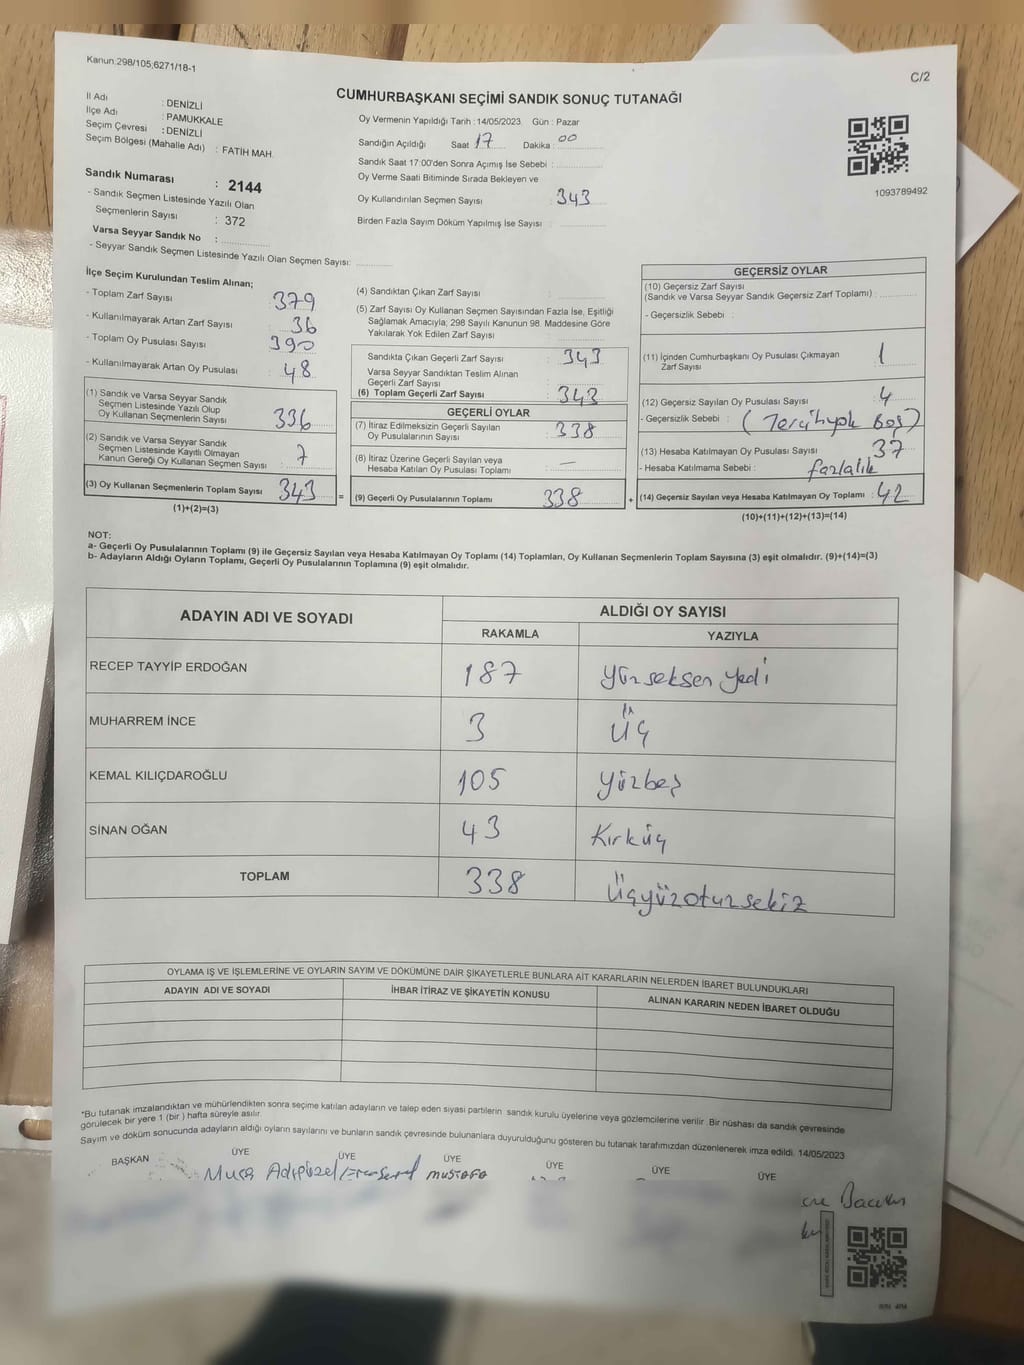 Kanun:298/105;6271/18-1
C/2
CUMHURBAŞKANI SEÇİMİ SANDIK SONUÇ TUTANAĞI
İl Adı : DENİZLİ
İlçe Adı : PAMUKKALE
Seçim Çevresi : DENİZLİ
Seçim Bölgesi (Mahalle Adı) : FATİH MAH.
Sandık Numarası : 2144
- Sandık Seçmen Listesinde Yazılı Olan
Seçmenlerin Sayısı : 372
Varsa Seyyar Sandık No :
- Seyyar Sandık Seçmen Listesinde Yazılı Olan Seçmen Sayısı:
Oy Vermenin Yapıldığı Tarih : 14/05/2023 Gün : Pazar
Sandığın Açıldığı Saat 17 Dakika : 00
Sandık Saat 17:00'den Sonra Açımış İse Sebebi :
Oy Verme Saati Bitiminde Sırada Bekleyen ve
Oy Kullandırılan Seçmen Sayısı : 343
Birden Fazla Sayım Döküm Yapılmış İse Sayısı :
1093789492
İlçe Seçim Kurulundan Teslim Alınan;
- Toplam Zarf Sayısı 379
- Kullanılmayarak Artan Zarf Sayısı 36
- Toplam Oy Pusulası Sayısı 390
- Kullanılmayarak Artan Oy Pusulası 48
(1) Sandık ve Varsa Seyyar Sandık
Seçmen Listesinde Yazılı Olup
Oy Kullanan Seçmenlerin Sayısı 336
(2) Sandık ve Varsa Seyyar Sandık
Seçmen Listesinde Kayıtlı Olmayan
Kanun Gereği Oy Kullanan Seçmen Sayısı 7
(3) Oy Kullanan Seçmenlerin Toplam Sayısı 343
(1)+(2)=(3)
(4) Sandıktan Çıkan Zarf Sayısı :
(5) Zarf Sayısı Oy Kullanan Seçmen Sayısından Fazla İse, Eşitliği
Sağlamak Amacıyla; 298 Sayılı Kanunun 98. Maddesine Göre
Yakılarak Yok Edilen Zarf Sayısı
Sandıkta Çıkan Geçerli Zarf Sayısı : 343
Varsa Seyyar Sandıktan Teslim Alınan
Geçerli Zarf Sayısı
(6) Toplam Geçerli Zarf Sayısı : 343
GEÇERLİ OYLAR
(7) İtiraz Edilmeksizin Geçerli Sayılan
Oy Pusulalarının Sayısı : 338
(8) İtiraz Üzerine Geçerli Sayılan veya
Hesaba Katılan Oy Pusulası Toplamı : —
= (9) Geçerli Oy Pusulalarının Toplamı 338 +
GEÇERSİZ OYLAR
(10) Geçersiz Zarf Sayısı
(Sandık ve Varsa Seyyar Sandık Geçersiz Zarf Toplamı) :
- Geçersizlik Sebebi :
(11) İçinden Cumhurbaşkanı Oy Pusulası Çıkmayan
Zarf Sayısı : 1
(12) Geçersiz Sayılan Oy Pusulası Sayısı : 4
- Geçersizlik Sebebi : (Tercihyok Boş)
(13) Hesaba Katılmayan Oy Pusulası Sayısı : 37
- Hesaba Katılmama Sebebi : fazlalık
(14) Geçersiz Sayılan veya Hesaba Katılmayan Oy Toplamı : 42
(10)+(11)+(12)+(13)=(14)
NOT:
a- Geçerli Oy Pusulalarının Toplamı (9) ile Geçersiz Sayılan veya Hesaba Katılmayan Oy Toplamı (14) Toplamları, Oy Kullanan Seçmenlerin Toplam Sayısına (3) eşit olmalıdır. (9)+(14)=(3)
b- Adayların Aldığı Oyların Toplamı, Geçerli Oy Pusulalarının Toplamına (9) eşit olmalıdır.
ADAYIN ADI VE SOYADI ALDIĞI OY SAYISI
RAKAMLA YAZIYLA
RECEP TAYYİP ERDOĞAN 187 Yüzseksen yedi
MUHARREM İNCE 3 üç
KEMAL KILIÇDAROĞLU 105 yüzbeş
SİNAN OĞAN 43 Kırküç
TOPLAM 338 Üçyüzotuzsekiz
OYLAMA İŞ VE İŞLEMLERİNE VE OYLARIN SAYIM VE DÖKÜMÜNE DAİR ŞİKAYETLERLE BUNLARA AİT KARARLARIN NELERDEN İBARET BULUNDUKLARI
ADAYIN ADI VE SOYADI İHBAR İTİRAZ VE ŞİKAYETİN KONUSU ALINAN KARARIN NEDEN İBARET OLDUĞU
*Bu tutanak imzalandıktan ve mühürlendikten sonra seçime katılan adayların ve talep eden siyasi partilerin sandık kurulu üyelerine veya gözlemcilerine verilir. Bir nüshası da sandık çevresinde
görülecek bir yere 1 (bir ) hafta süreyle asılır.
Sayım ve döküm sonucunda adayların aldığı oyların sayılarını ve bunların sandık çevresinde bulunanlara duyurulduğunu gösteren bu tutanak tarafımızdan düzenlenerek imza edildi. 14/05/2023
BAŞKAN ÜYE ÜYE ÜYE ÜYE ÜYE ÜYE
Musa Adıgüzel MUSTAFA